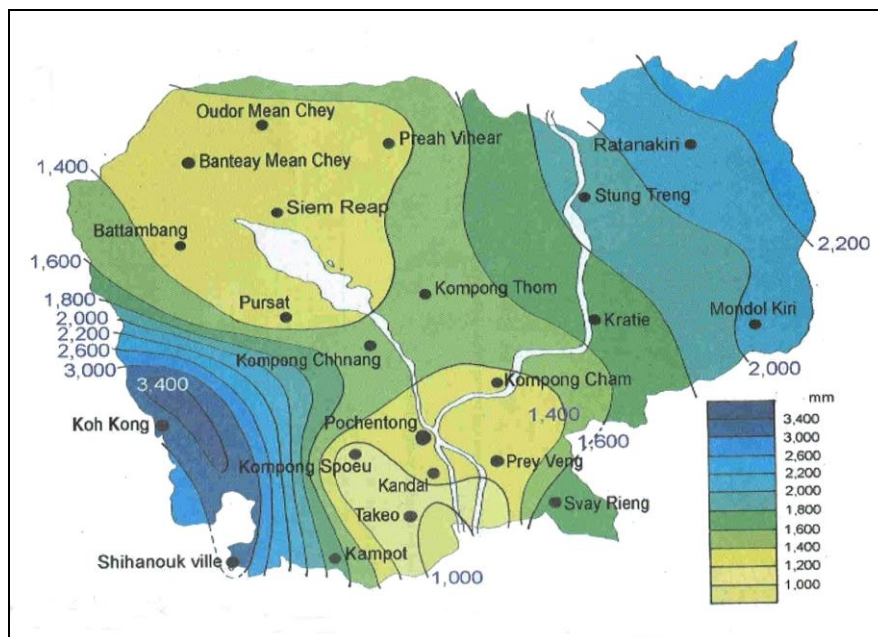 Oudor Mean Chey
Preah Vihear
Ratanakiri
1,400
Banteay Mean Chey
Siem Reap
Stung Treng
Battambang
2,200
1,600
1,800
Pursat
Kompong Thom
Mondol Kiri
2,000
Kratie
2,200
Kompong Chhnang
2,600
3,000
2,000
3,400
Kompong Cham
mm
Koh Kong
Pochentong
1,400
3,400
1,600
3,000
Kompong Spoeu
Prey Veng
2,600
Kandal
2,200
2,000
Takeo
Svay Rieng
1,800
1,600
1,400
Shihanouk ville
Kampot
1,200
1,000
1,000